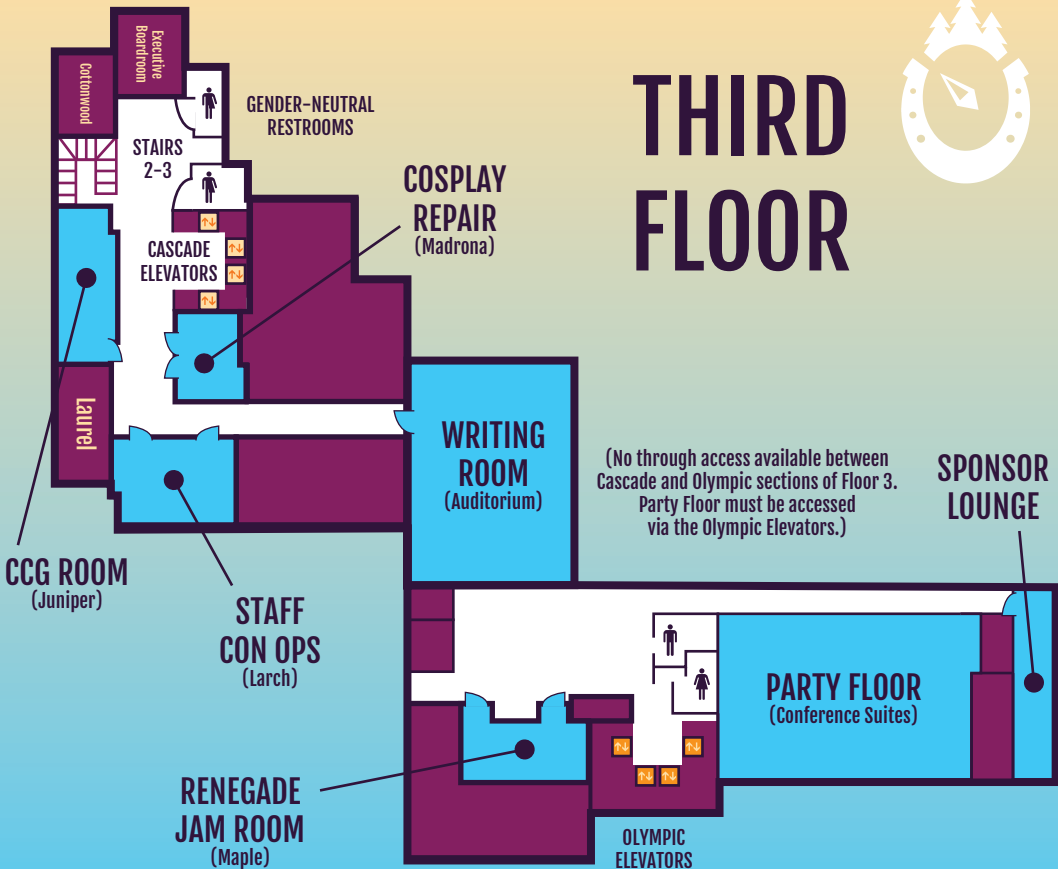 THIRD
FLOOR
Executive
Boardroom
Cottonwood
GENDER-NEUTRAL
RESTROOMS
STAIRS
2-3
COSPLAY
REPAIR
(Madrona)
CASCADE
ELEVATORS
Laurel
WRITING
ROOM
(Auditorium)
(No through access available between
Cascade and Olympic sections of Floor 3.
Party Floor must be accessed
via the Olympic Elevators.)
SPONSOR
LOUNGE
CCG ROOM
(Juniper)
STAFF
CON OPS
(Larch)
PARTY FLOOR
(Conference Suites)
RENEGADE
JAM ROOM
(Maple)
OLYMPIC
ELEVATORS